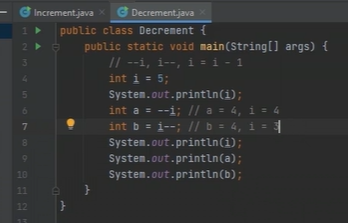 Increment.java × Decrement.java ×
1 public class Decrement {
2 public static void main(String[] args) {
3 // --i, i--, i = i - 1
4 int i = 5;
5 System.out.println(i);
6 int a = --i; // a = 4, i = 4
7 int b = i--; // b = 4, i = 3
8 System.out.println(i);
9 System.out.println(a);
10 System.out.println(b);
11 }
12 }